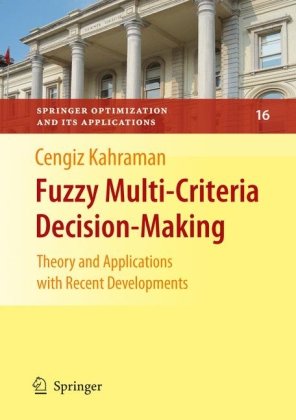 SPRINGER OPTIMIZATION
AND ITS APPLICATIONS
16
Cengiz Kahraman
Fuzzy Multi-Criteria
Decision-Making
Theory and Applications
with Recent Developments
Springer